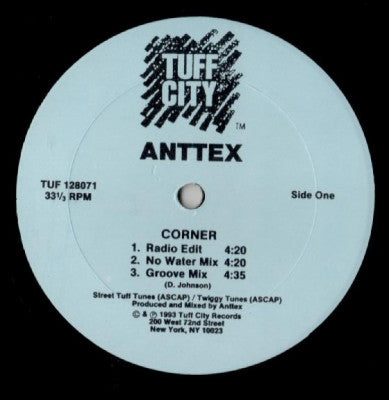 TUFF
CITY
TM
ANTTEX
TUF 128071
33⅓ RPM
Side One
CORNER
1. Radio Edit 4:20
2. No Water Mix 4:20
3. Groove Mix 4:35
(D. Johnson)
Street Tuff Tunes (ASCAP) / Twiggy Tunes (ASCAP)
Produced and Mixed by Anttex
© & ℗ 1993 Tuff City Records
200 West 72nd Street
New York, NY 10023